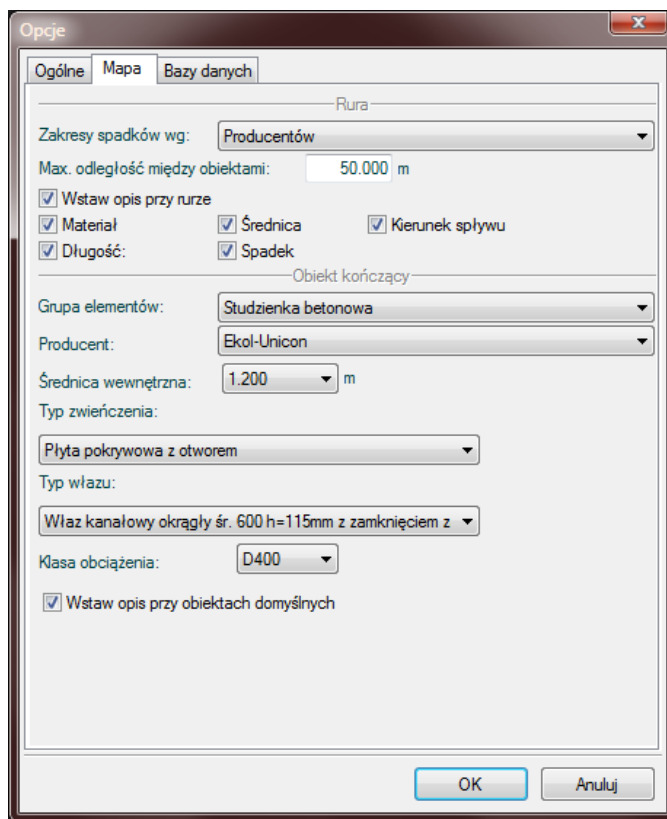 Opcje
Ogólne Mapa Bazy danych
Rura
Zakresy spadków wg: Producentów
Max. odległość między obiektami: 50.000 m
Wstaw opis przy rurze
Materiał Średnica Kierunek spływu
Długość: Spadek
Obiekt kończący
Grupa elementów: Studzienka betonowa
Producent: Ekol-Unicon
Średnica wewnętrzna: 1.200 m
Typ zwieńczenia:
Płyta pokrywowa z otworem
Typ włazu:
Właz kanałowy okrągły śr. 600 h=115mm z zamknięciem z
Klasa obciążenia: D400
Wstaw opis przy obiektach domyślnych
OK Anuluj